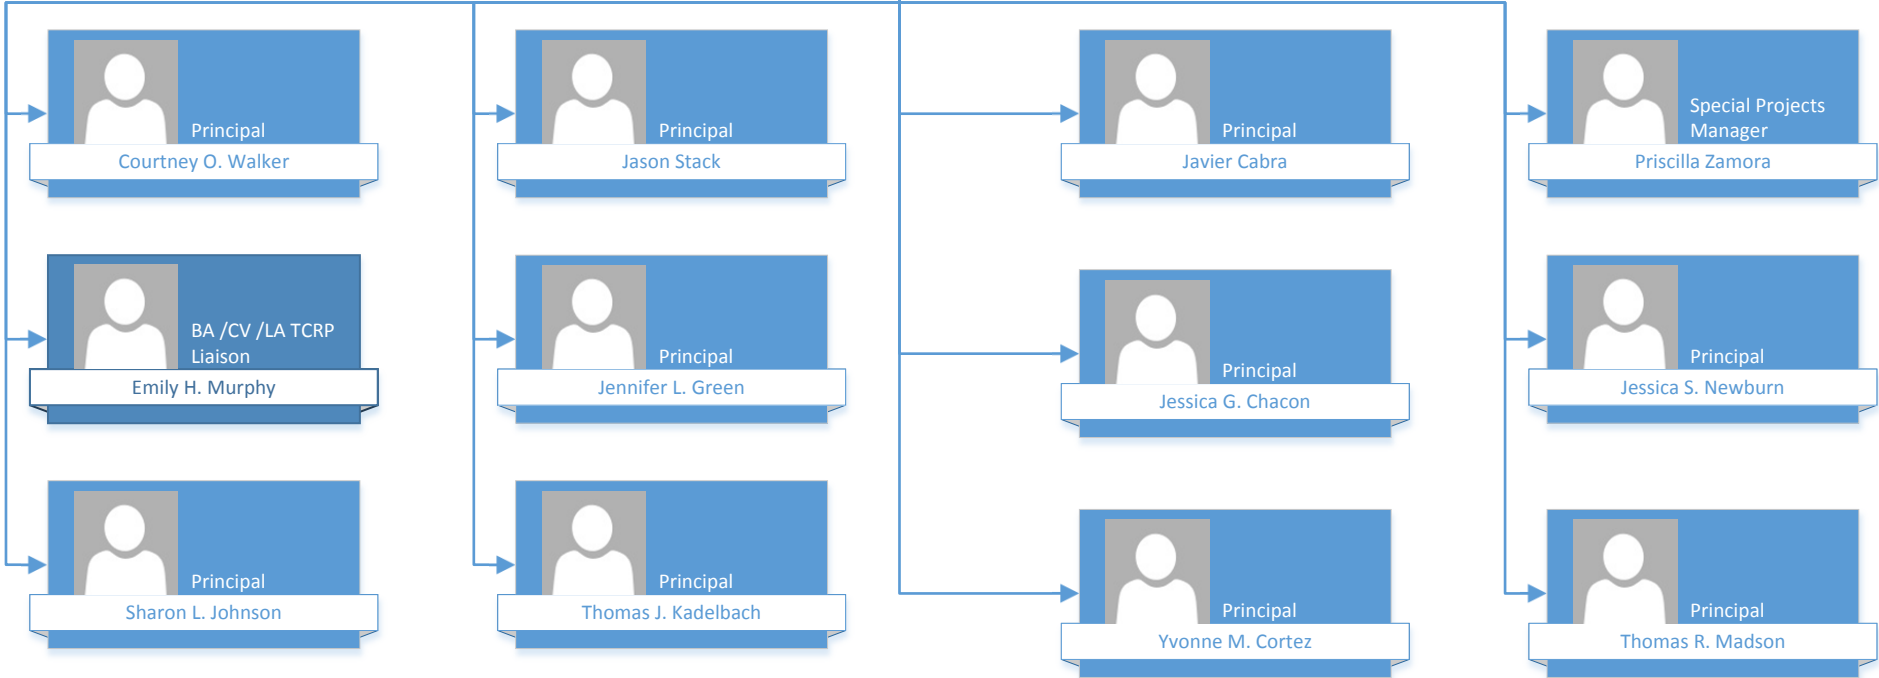 Principal
Courtney O. Walker
Principal
Jason Stack
Principal
Javier Cabra
Special Projects
Manager
Priscilla Zamora
BA /CV /LA TCRP
Liaison
Emily H. Murphy
Principal
Jennifer L. Green
Principal
Jessica G. Chacon
Principal
Jessica S. Newburn
Principal
Sharon L. Johnson
Principal
Thomas J. Kadelbach
Principal
Yvonne M. Cortez
Principal
Thomas R. Madson